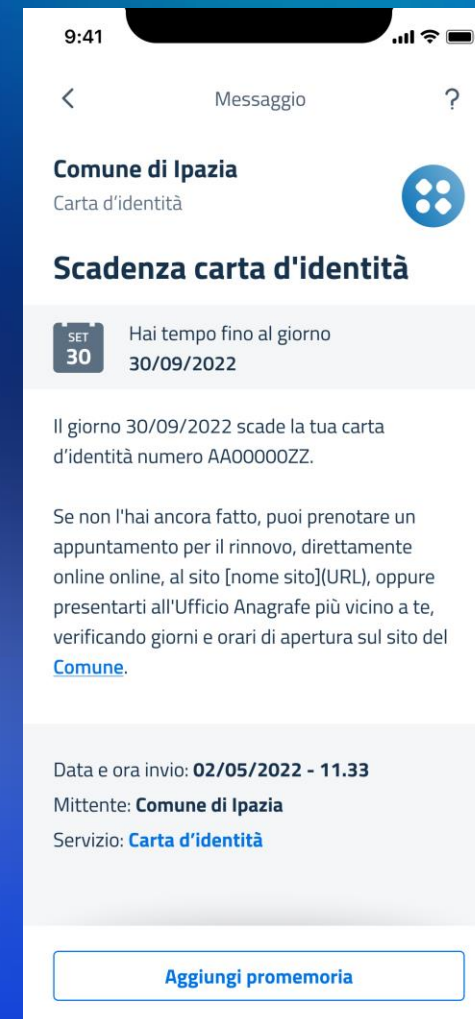 9:41
Messaggio
?
Comune di Ipazia
Carta d'identità
Scadenza carta d'identità
SET
30
Hai tempo fino al giorno
30/09/2022
Il giorno 30/09/2022 scade la tua carta
d'identità numero AA00000ZZ.
Se non l'hai ancora fatto, puoi prenotare un
appuntamento per il rinnovo, direttamente
online online, al sito [nome sito](URL), oppure
presentarti all'Ufficio Anagrafe più vicino a te,
verificando giorni e orari di apertura sul sito del
Comune.
Data e ora invio: 02/05/2022 - 11.33
Mittente: Comune di Ipazia
Servizio: Carta d'identità
Aggiungi promemoria